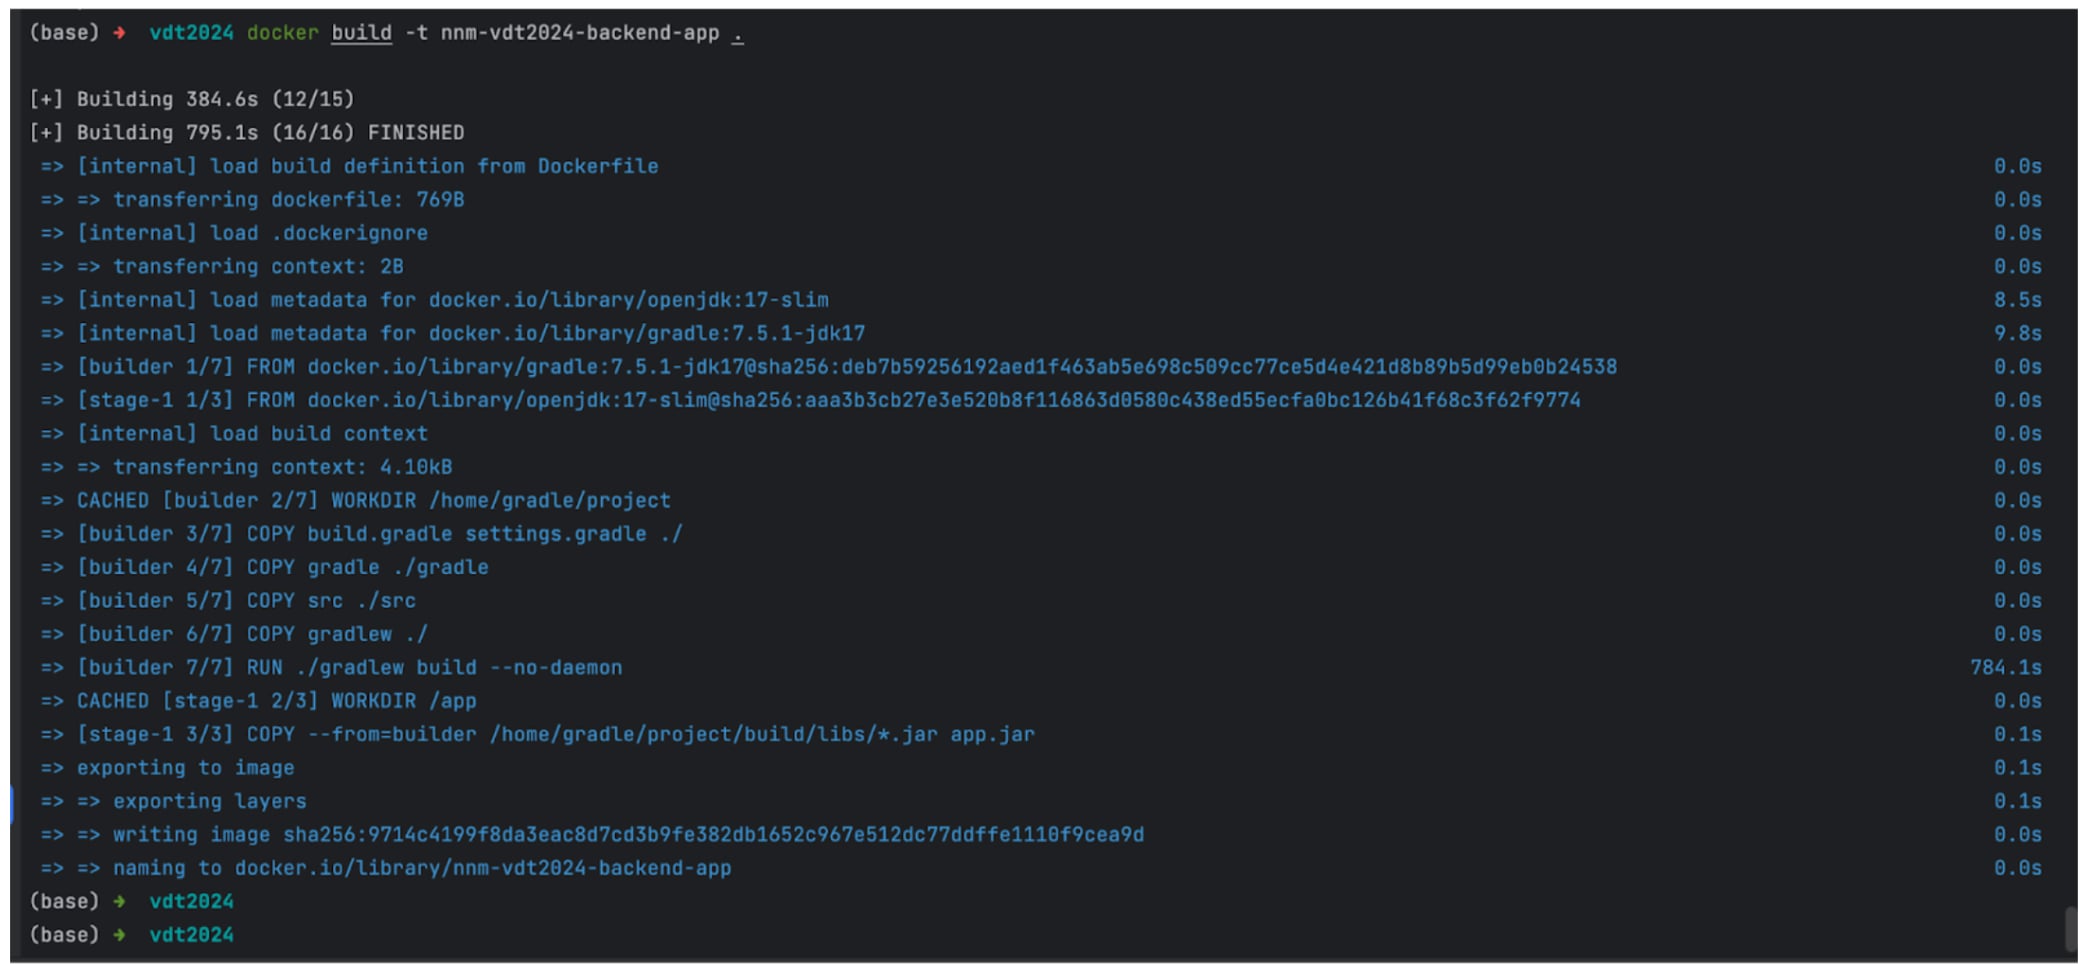 (base) ➜  vdt2024 docker build -t nnm-vdt2024-backend-app .
[+] Building 384.6s (12/15)
[+] Building 795.1s (16/16) FINISHED
=> [internal] load build definition from Dockerfile 0.0s
=> => transferring dockerfile: 769B 0.0s
=> [internal] load .dockerignore 0.0s
=> => transferring context: 2B 0.0s
=> [internal] load metadata for docker.io/library/openjdk:17-slim 8.5s
=> [internal] load metadata for docker.io/library/gradle:7.5.1-jdk17 9.8s
=> [builder 1/7] FROM docker.io/library/gradle:7.5.1-jdk17@sha256:deb7b59256192aed1f463ab5e698c509cc77ce5d4e421d8b89b5d99eb0b24538 0.0s
=> [stage-1 1/3] FROM docker.io/library/openjdk:17-slim@sha256:aaa3b3cb27e3e520b8f116863d0580c438ed55ecfa0bc126b41f68c3f62f9774 0.0s
=> [internal] load build context 0.0s
=> => transferring context: 4.10kB 0.0s
=> CACHED [builder 2/7] WORKDIR /home/gradle/project 0.0s
=> [builder 3/7] COPY build.gradle settings.gradle ./ 0.0s
=> [builder 4/7] COPY gradle ./gradle 0.0s
=> [builder 5/7] COPY src ./src 0.0s
=> [builder 6/7] COPY gradlew ./ 0.0s
=> [builder 7/7] RUN ./gradlew build --no-daemon 784.1s
=> CACHED [stage-1 2/3] WORKDIR /app 0.0s
=> [stage-1 3/3] COPY --from=builder /home/gradle/project/build/libs/*.jar app.jar 0.1s
=> exporting to image 0.1s
=> => exporting layers 0.1s
=> => writing image sha256:9714c4199f8da3eac8d7cd3b9fe382db1652c967e512dc77ddffe1110f9cea9d 0.0s
=> => naming to docker.io/library/nnm-vdt2024-backend-app 0.0s
(base) ➜  vdt2024
(base) ➜  vdt2024